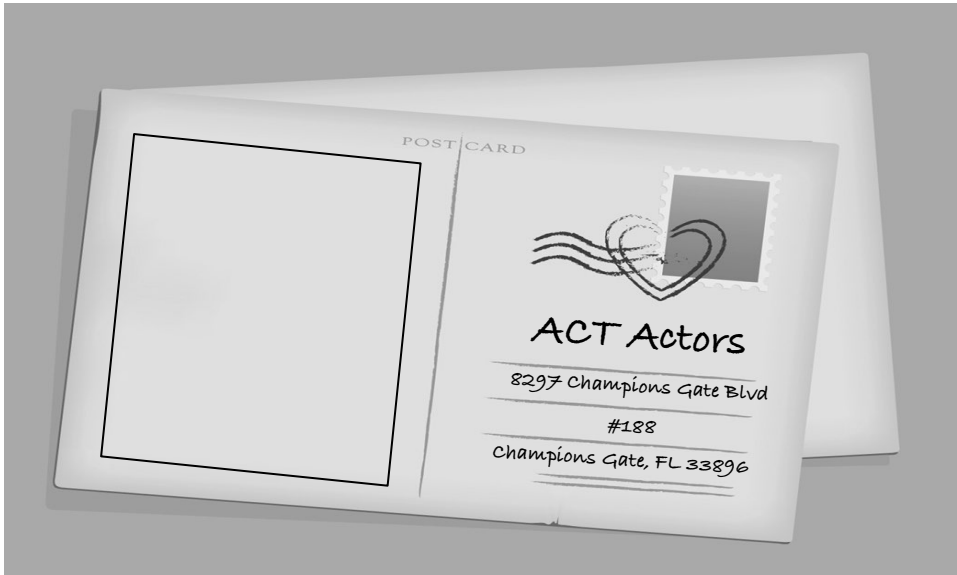 POST CARD
ACT Actors
8297 Champions Gate Blvd
#188
Champions Gate, FL 33896